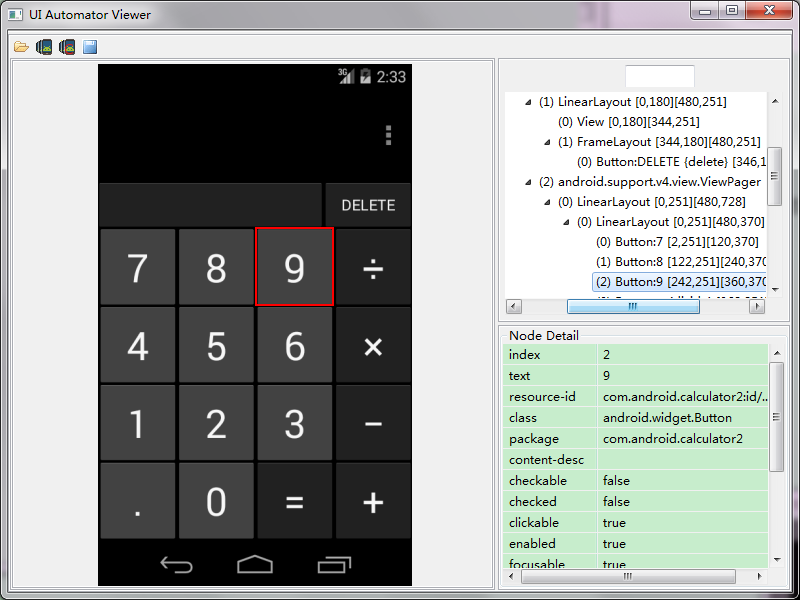 UI Automator Viewer
3G 2:33
DELETE
7 8 9 ÷
4 5 6 ×
1 2 3 −
. 0 = +
(1) LinearLayout [0,180][480,251]
(0) View [0,180][344,251]
(1) FrameLayout [344,180][480,251]
(0) Button:DELETE {delete} [346,1
(2) android.support.v4.view.ViewPager
(0) LinearLayout [0,251][480,728]
(0) LinearLayout [0,251][480,370]
(0) Button:7 [2,251][120,370]
(1) Button:8 [122,251][240,370
(2) Button:9 [242,251][360,370
Node Detail
index 2
text 9
resource-id com.android.calculator2:id/..
class android.widget.Button
package com.android.calculator2
content-desc
checkable false
checked false
clickable true
enabled true
focusable true